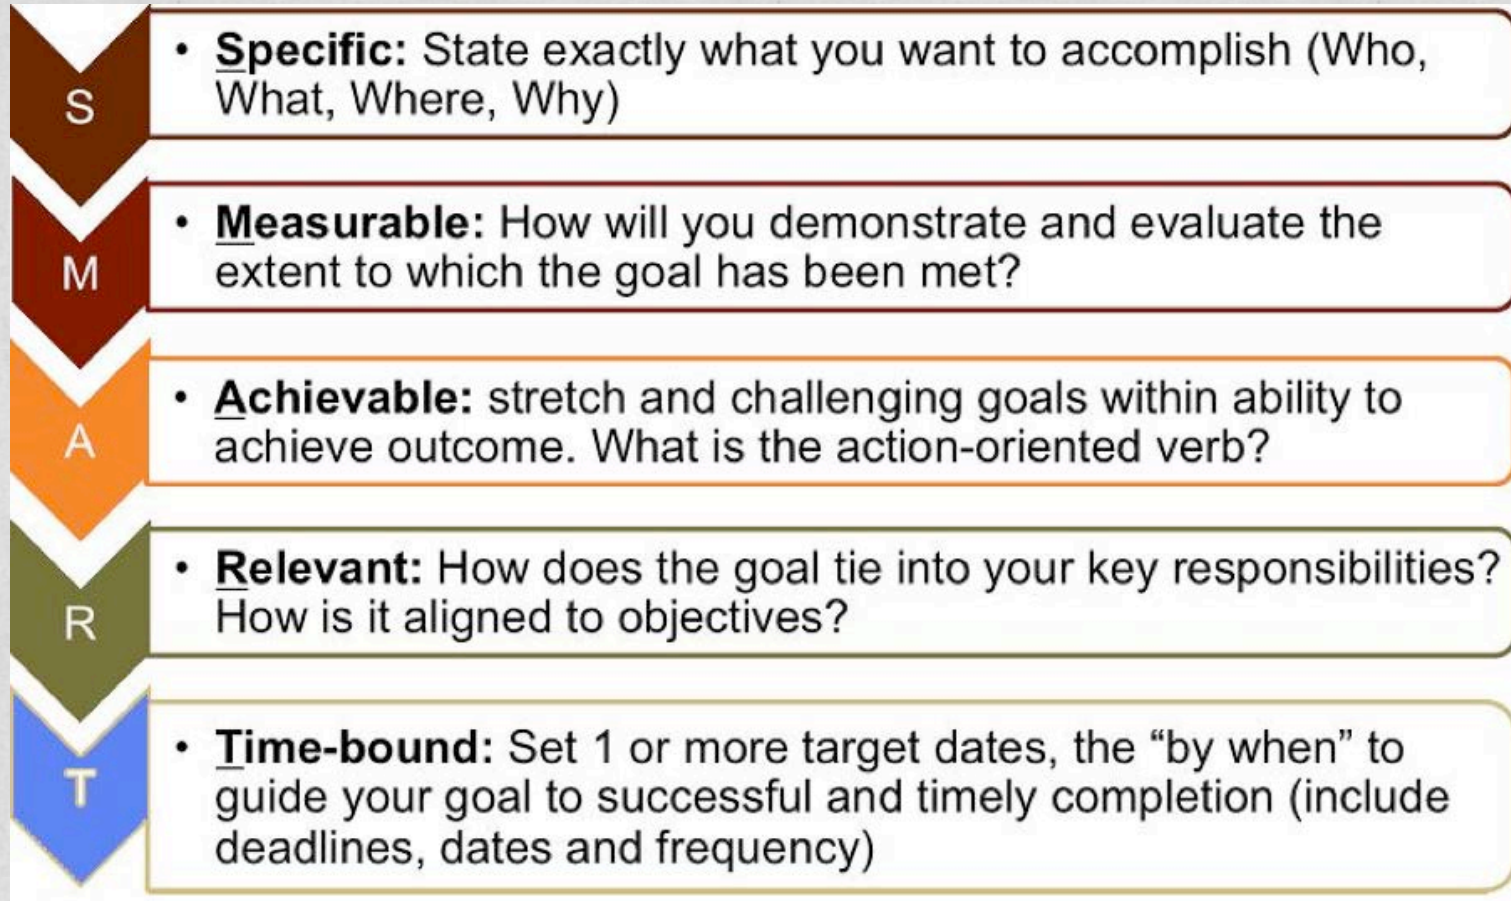 S
• Specific: State exactly what you want to accomplish (Who,
What, Where, Why)
M
• Measurable: How will you demonstrate and evaluate the
extent to which the goal has been met?
A
• Achievable: stretch and challenging goals within ability to
achieve outcome. What is the action-oriented verb?
R
• Relevant: How does the goal tie into your key responsibilities?
How is it aligned to objectives?
T
• Time-bound: Set 1 or more target dates, the “by when” to
guide your goal to successful and timely completion (include
deadlines, dates and frequency)